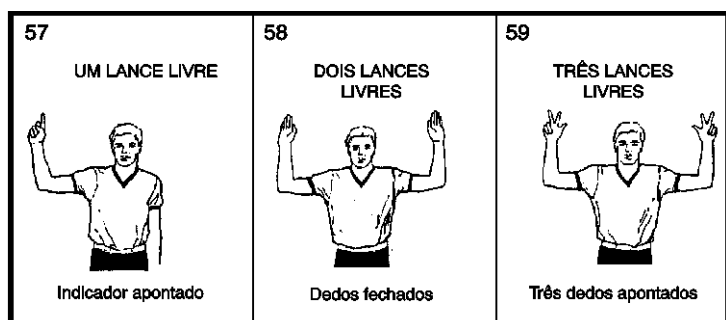 57
UM LANCE LIVRE
Indicador apontado
58
DOIS LANCES
LIVRES
Dedos fechados
59
TRÊS LANCES
LIVRES
Três dedos apontados